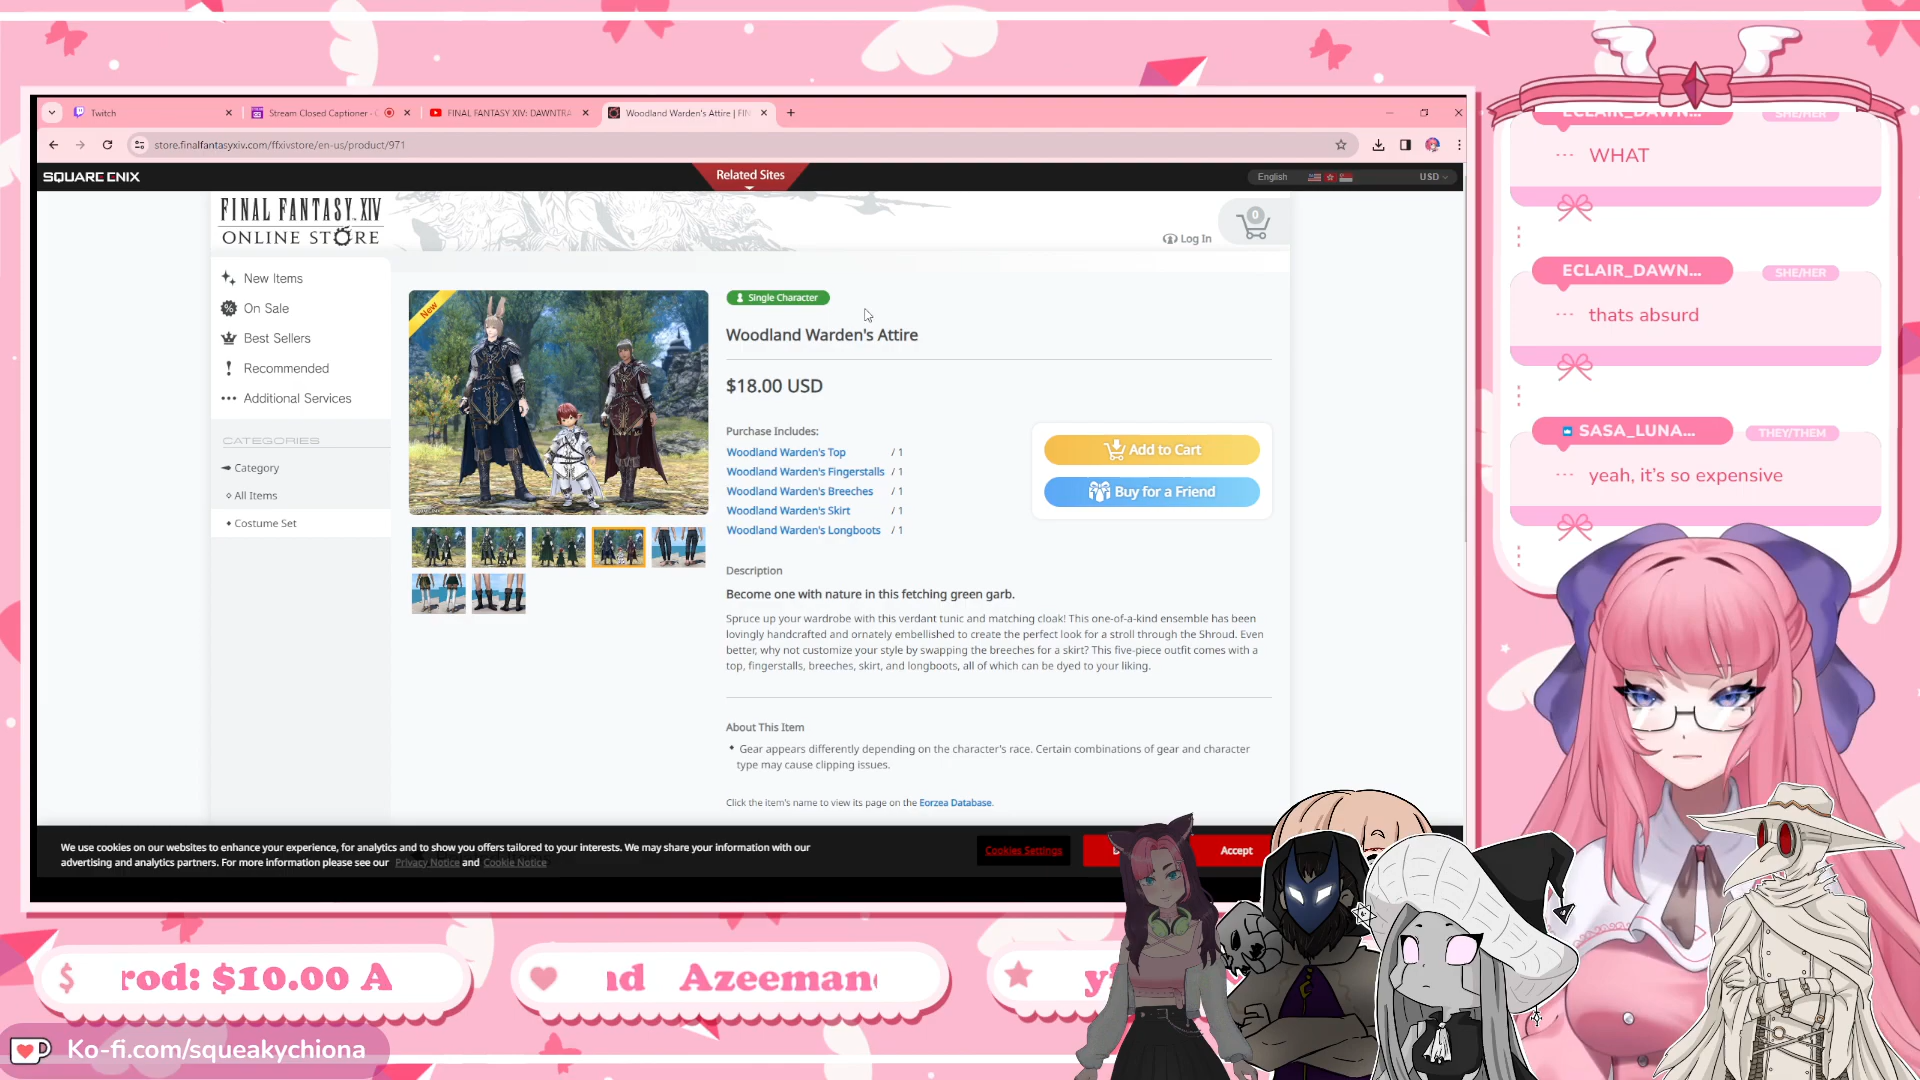 Twitch
Stream Closed Captioner - C
FINAL FANTASY XIV: DAWNTRA
Woodland Warden's Attire | FIN
store.finalfantasyxiv.com/ffxivstore/en-us/product/971
SQUARE ENIX
Related Sites
English
USD
FINAL FANTASY XIV
ONLINE STORE
0
Log In
New Items
On Sale
Best Sellers
Recommended
Additional Services
CATEGORIES
Category
All Items
Costume Set
New
Single Character
Woodland Warden's Attire
$18.00 USD
Purchase Includes:
Woodland Warden's Top / 1
Woodland Warden's Fingerstalls / 1
Woodland Warden's Breeches / 1
Woodland Warden's Skirt / 1
Woodland Warden's Longboots / 1
Add to Cart
Buy for a Friend
Description
Become one with nature in this fetching green garb.
Spruce up your wardrobe with this verdant tunic and matching cloak! This one-of-a-kind ensemble has been
lovingly handcrafted and ornately embellished to create the perfect look for a stroll through the Shroud. Even
better, why not customize your style by swapping the breeches for a skirt? This five-piece outfit comes with a
top, fingerstalls, breeches, skirt, and longboots, all of which can be dyed to your liking.
About This Item
Gear appears differently depending on the character's race. Certain combinations of gear and character
type may cause clipping issues.
Click the item's name to view its page on the Eorzea Database.
We use cookies on our websites to enhance your experience, for analytics and to show you offers tailored to your interests. We may share your information with our
advertising and analytics partners. For more information please see our Privacy Notice and Cookie Notice
Cookies Settings
Accept
ECLAIR_DAWN... SHE/HER
WHAT
ECLAIR_DAWN... SHE/HER
thats absurd
SASA_LUNA... THEY/THEM
yeah, it's so expensive
$ rod: $10.00 A
nd Azeeman
Ko-fi.com/squeakychiona